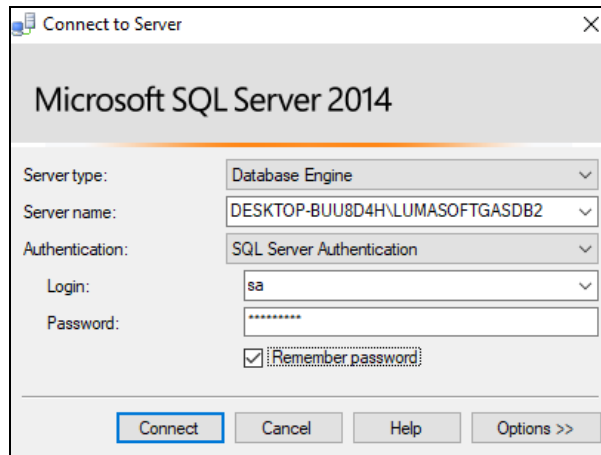 Connect to Server
Microsoft SQL Server 2014
Server type: Database Engine
Server name: DESKTOP-BUU8D4H\LUMASOFTGASDB2
Authentication: SQL Server Authentication
Login: sa
Password: *********
Remember password
Connect Cancel Help Options >>